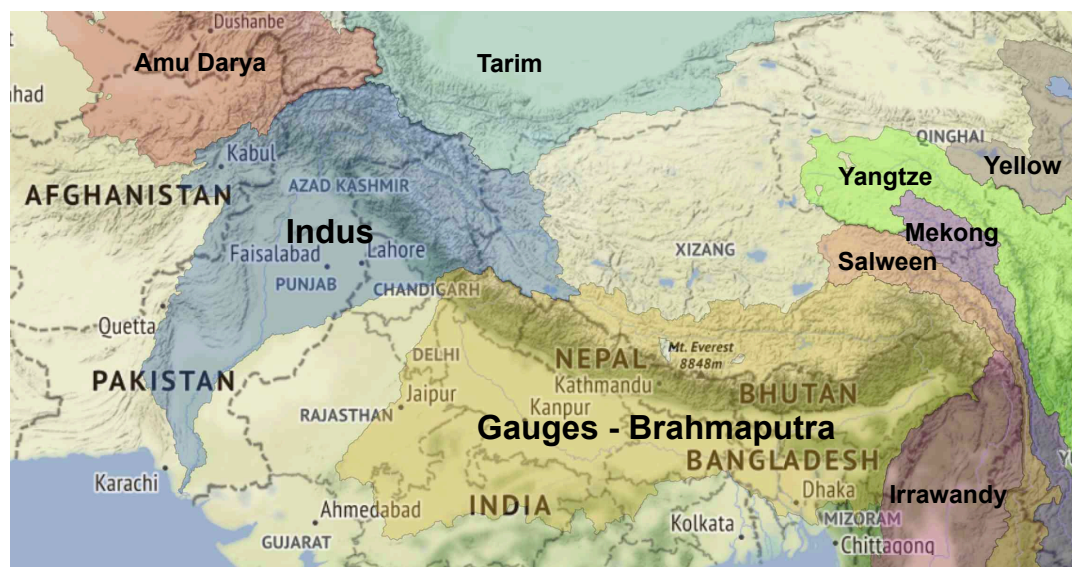 Dushanbe
Amu Darya
Tarim
ahad
QINGHAI
Kabul
Yellow
Yangtze
AFGHANISTAN
AZAD KASHMIR
Indus
Mekong
Faisalabad
Lahore
XIZANG
Salween
PUNJAB
CHANDIGARH
Quetta
DELHI
NEPAL
Mt. Everest
8848m
PAKISTAN
Jaipur
Kathmandu
BHUTAN
RAJASTHAN
Kanpur
Gauges - Brahmaputra
BANGLADESH
YU
Karachi
INDIA
Dhaka
Irrawandy
Ahmedabad
Kolkata
MIZORAM
GUJARAT
Chittagong